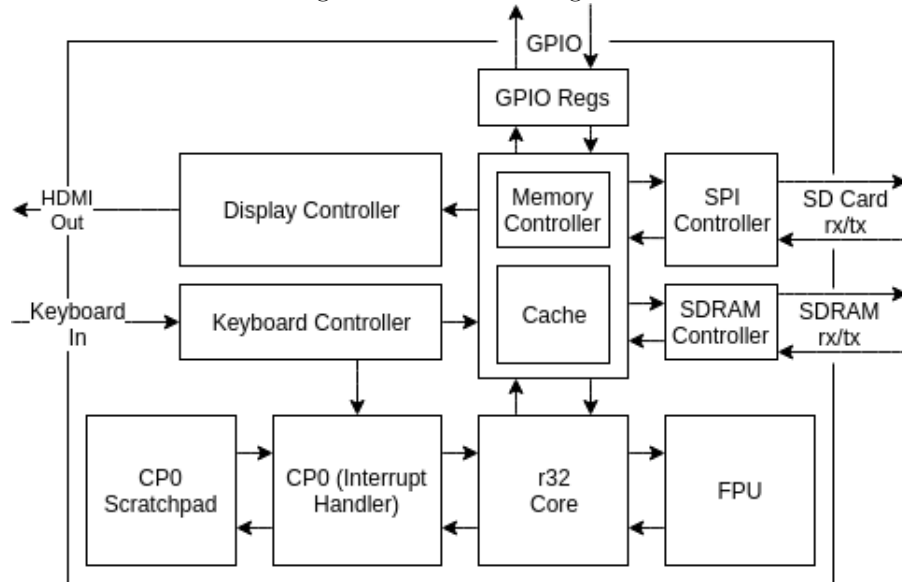 GPIO
GPIO Regs
HDMI
Out
Display Controller
Memory
Controller
SPI
Controller
SD Card
rx/tx
Keyboard
In
Keyboard Controller
Cache
SDRAM
Controller
SDRAM
rx/tx
CP0
Scratchpad
CP0 (Interrupt
Handler)
r32
Core
FPU